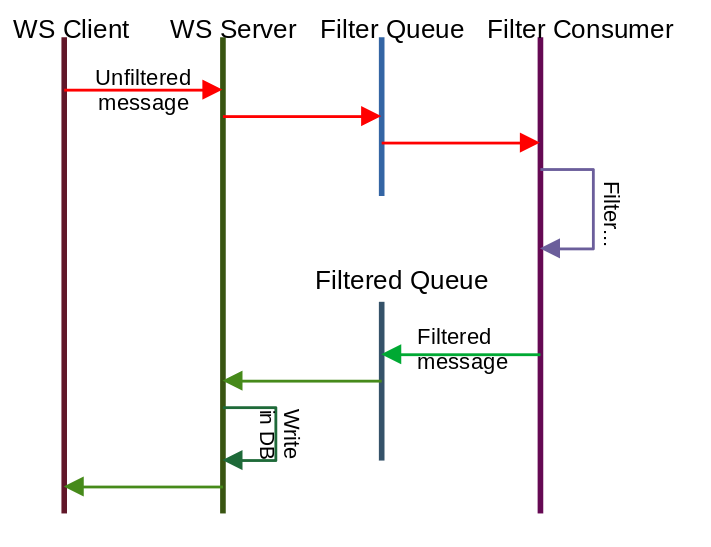 WS Client
WS Server
Filter Queue
Filter Consumer
Unfiltered
message
Filter...
Filtered Queue
Filtered
message
Write
in DB